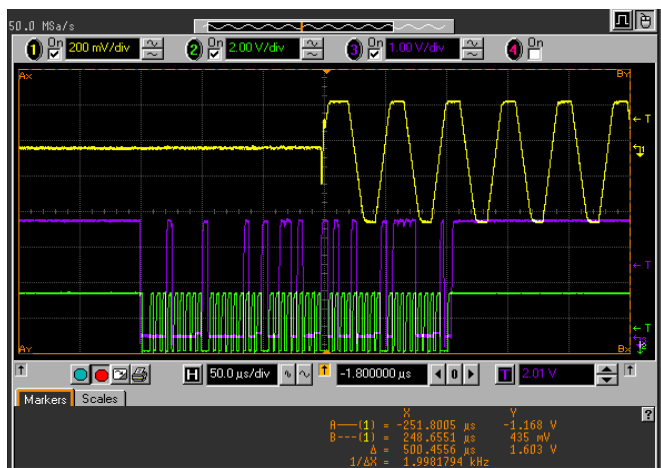 50.0 MSa/s
1 On 200 mV/div 2 On 2.00 V/div 3 On 1.00 V/div 4 On
Ax By
T
1
T
T
Ay Bx
H 50.0 µs/div -1.800000 µs 0 T 2.01 V
Markers Scales ?
X Y
A——(1) = -251.8005 µs -1.168 V
B---(1) = 248.6551 µs 435 mV
Δ = 500.4556 µs 1.603 V
1/ΔX = 1.9981794 kHz